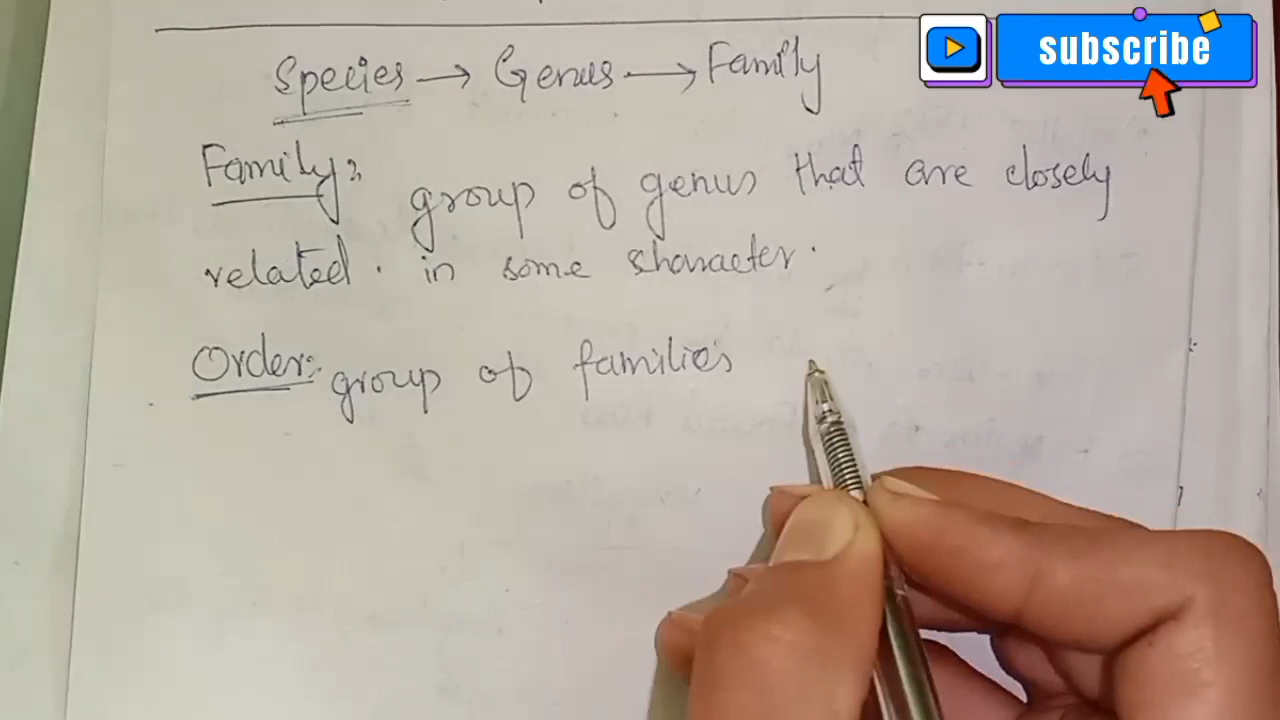 Species → Genus → Family
Family: group of genus that are closely
related. in some character.
Order: group of families
subscribe